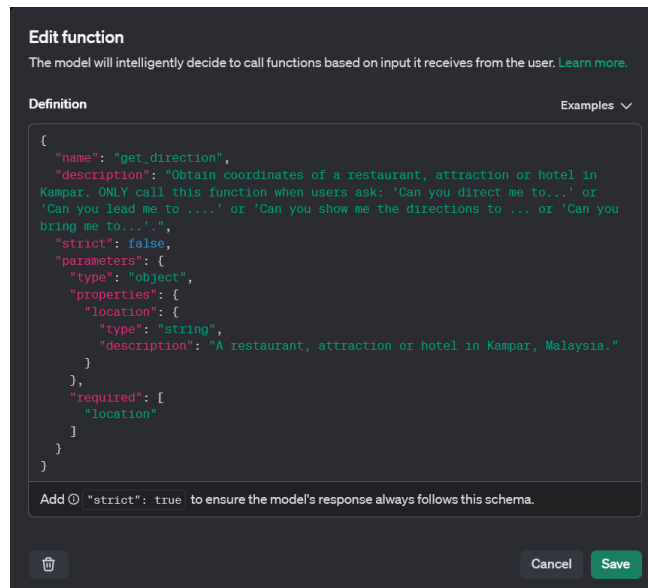 Edit function
The model will intelligently decide to call functions based on input it receives from the user. Learn more.
Definition
Examples
{
"name": "get_direction",
"description": "Obtain coordinates of a restaurant, attraction or hotel in
Kampar. ONLY call this function when users ask: 'Can you direct me to...' or
'Can you lead me to ....' or 'Can you show me the directions to ... or 'Can you
bring me to...'.",
"strict": false,
"parameters": {
"type": "object",
"properties": {
"location": {
"type": "string",
"description": "A restaurant, attraction or hotel in Kampar, Malaysia."
}
},
"required": [
"location"
]
}
}
Add "strict": true to ensure the model's response always follows this schema.
Cancel
Save